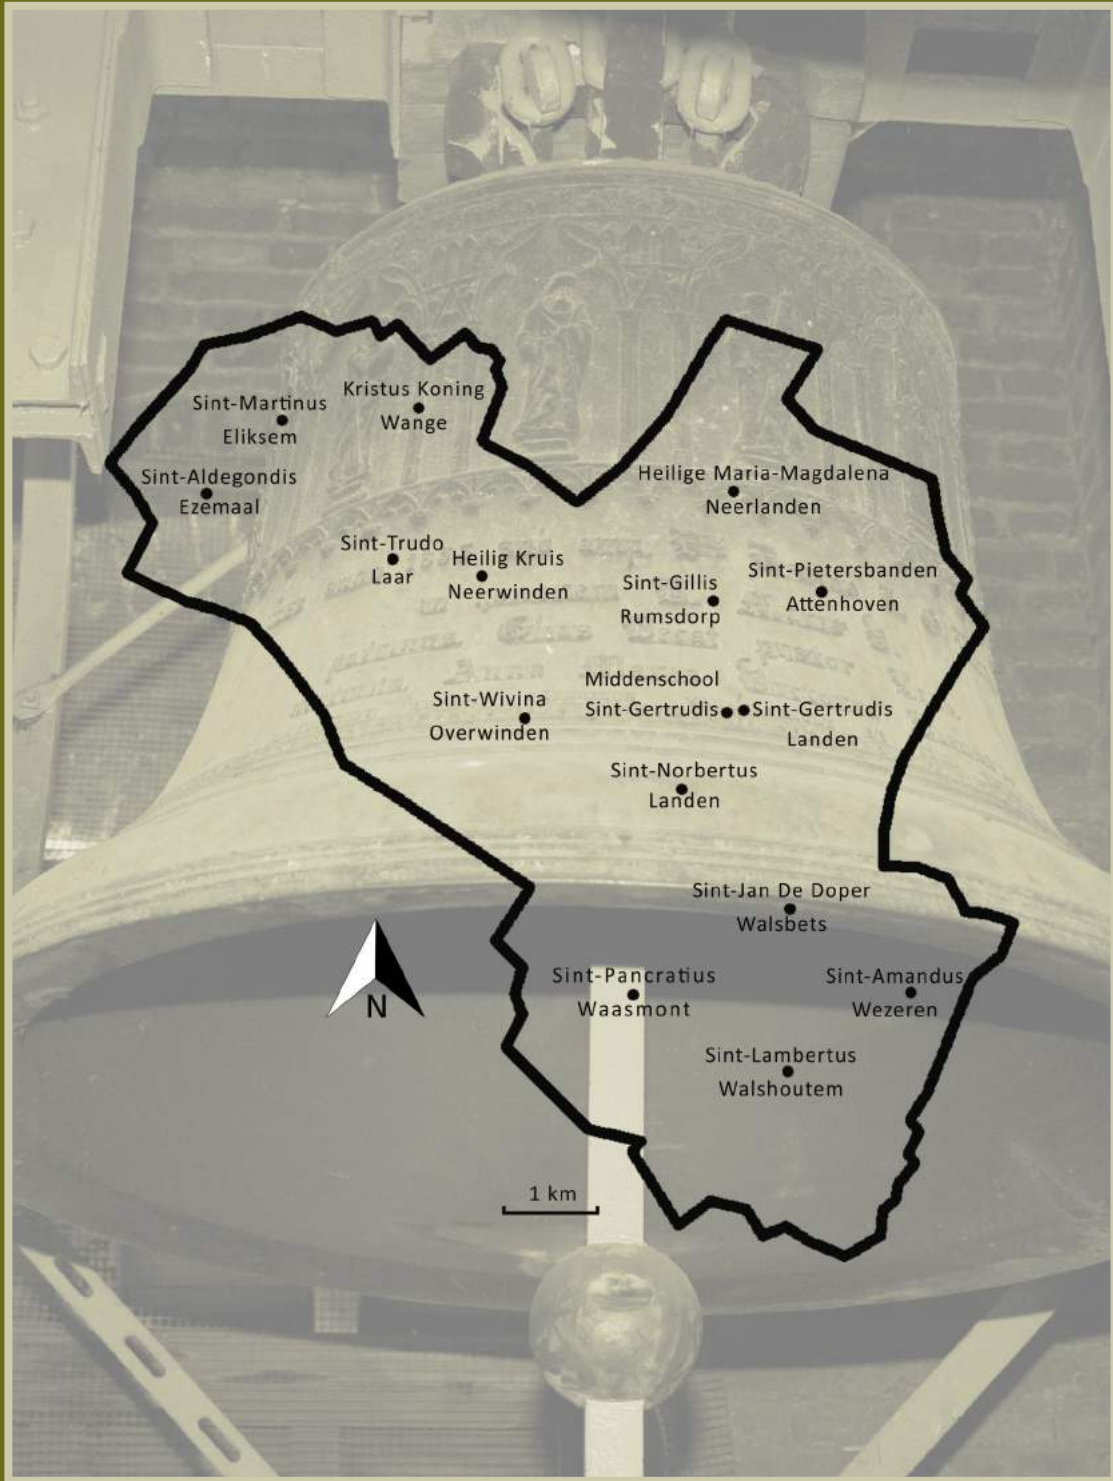 Kristus Koning
Wange
Sint-Martinus
Eliksem
Sint-Aldegondis
Ezemaal
Heilige Maria-Magdalena
Neerlanden
Sint-Trudo
Laar
Heilig Kruis
Neerwinden
Sint-Gillis
Rumsdorp
Sint-Pietersbanden
Attenhoven
Middenschool
Sint-Gertrudis
Sint-Gertrudis
Landen
Sint-Wivina
Overwinden
Sint-Norbertus
Landen
Sint-Jan De Doper
Walsbets
Sint-Pancratius
Waasmont
Sint-Amandus
Wezeren
Sint-Lambertus
Walshoutem
N
1 km